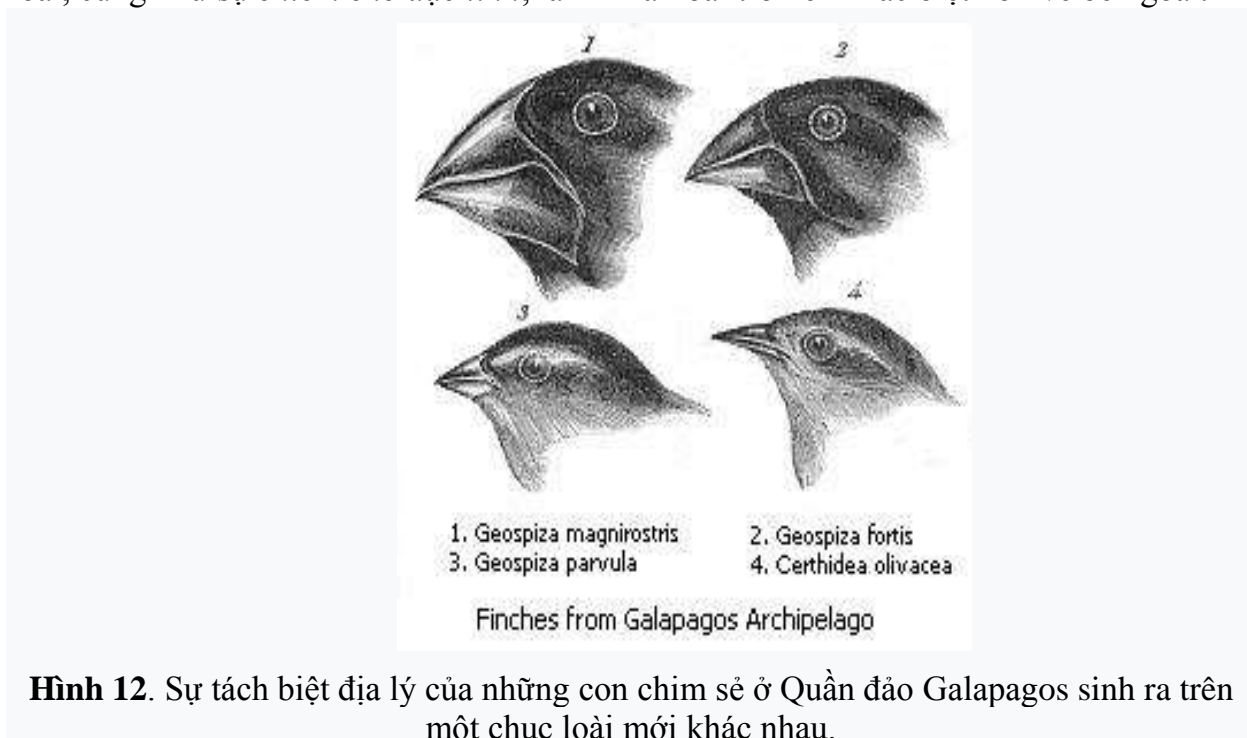 1
2
3
4
1. Geospiza magnirostris 2. Geospiza fortis
3. Geospiza parvula 4. Certhidea olivacea
Finches from Galapagos Archipelago
Hình 12. Sự tách biệt địa lý của những con chim sẻ ở Quần đảo Galapagos sinh ra trên
một chục loài mới khác nhau.